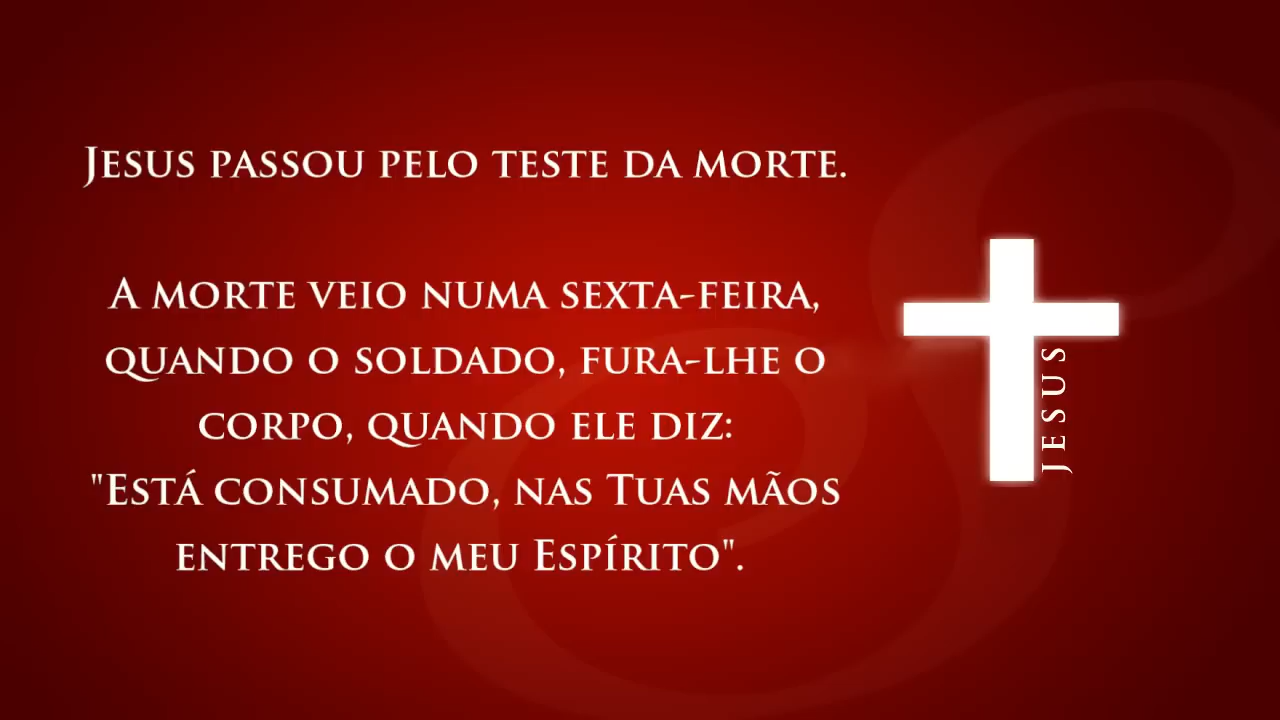 Jesus passou pelo teste da morte.
A morte veio numa sexta-feira,
quando o soldado, fura-lhe o
corpo, quando ele diz:
"Está consumado, nas Tuas mãos
entrego o meu Espírito".
JESUS